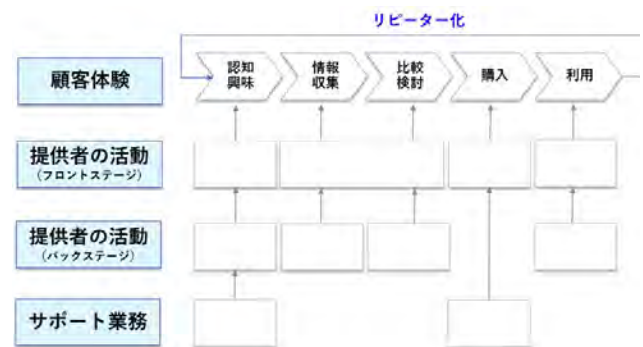 リピーター化
顧客体験
認知
興味
情報
収集
比較
検討
購入
利用
提供者の活動
(フロントステージ)
提供者の活動
(バックステージ)
サポート業務